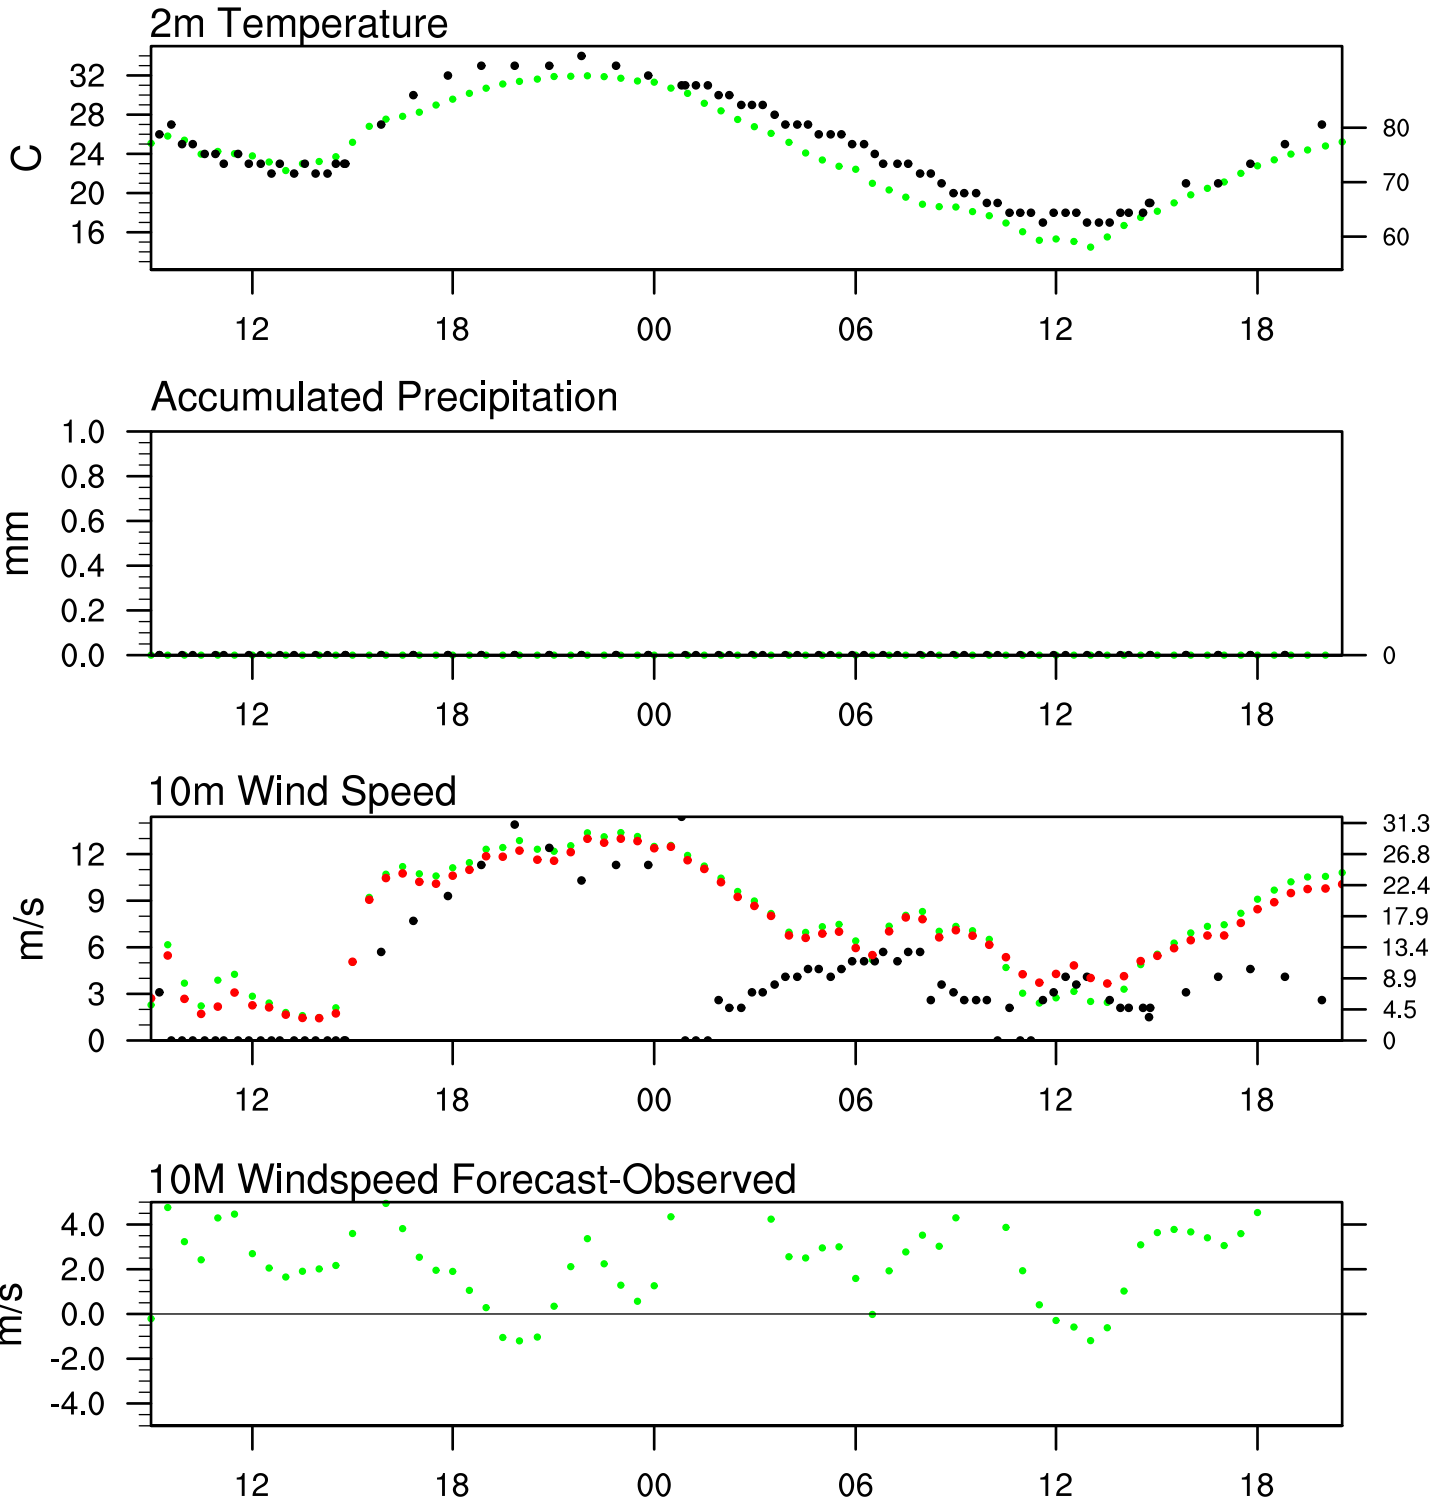 2m Temperature
32
28
24
20
16
C
80
70
60
12 18 00 06 12 18
Accumulated Precipitation
1.0
0.8
0.6
0.4
0.2
0.0
mm
0
12 18 00 06 12 18
10m Wind Speed
12
9
6
3
0
m/s
31.3
26.8
22.4
17.9
13.4
8.9
4.5
0
12 18 00 06 12 18
10M Windspeed Forecast-Observed
4.0
2.0
0.0
-2.0
-4.0
m/s
12 18 00 06 12 18